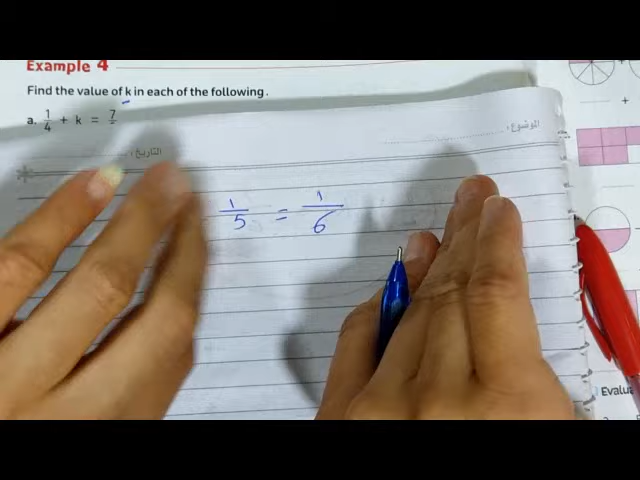 Example 4
Find the value of k in each of the following.
a. 1/4 + k = 7
الموضوع:
التاريخ:
1/5 = 1/6
+
Evalua